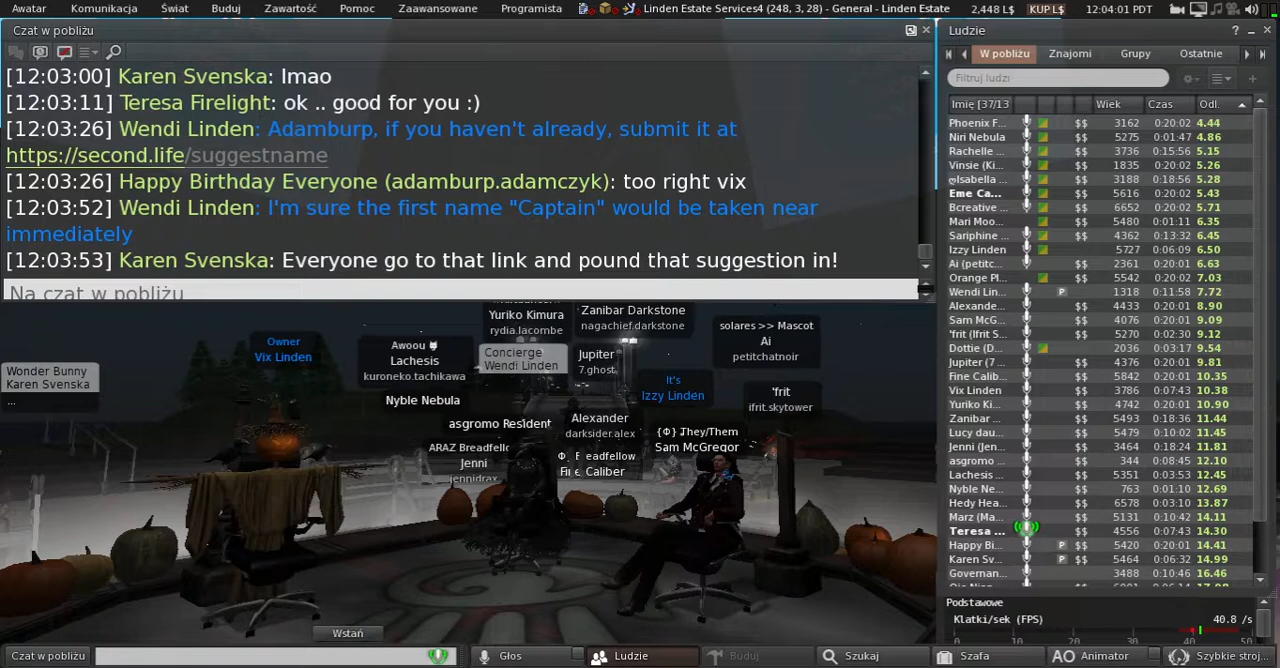 Awatar Komunikacja Świat Buduj Zawartość Pomoc Zaawansowane Programista Linden Estate Services4 (248, 3, 28) - General - Linden Estate 2,448 L$ KUP L$ 12:04:01 PDT
Czat w pobliżu
[12:03:00] Karen Svenska: lmao
[12:03:11] Teresa Firelight: ok .. good for you :)
[12:03:26] Wendi Linden: Adamburp, if you haven't already, submit it at
https://second.life/suggestname
[12:03:26] Happy Birthday Everyone (adamburp.adamczyk): too right vix
[12:03:52] Wendi Linden: I'm sure the first name "Captain" would be taken near
immediately
[12:03:53] Karen Svenska: Everyone go to that link and pound that suggestion in!
Na czat w pobliżu
Yuriko Kimura
rydia.lacombe
Zanibar Darkstone
nagachief.darkstone
solares >> Mascot
Ai
petitchatnoir
Owner
Vix Linden
Awoou
Lachesis
kuroneko.tachikawa
Concierge
Wendi Linden
Jupiter
7.ghost
Wonder Bunny
Karen Svenska
...
It's
Izzy Linden
'frit
ifrit.skytower
Nyble Nebula
asgromo Resident
Alexander
darksider.alex
{Φ} .They/Them
Sam McGregor
ARAZ Breadfello
Jenni
jennidrax
Caliber
Wstań
Ludzie
W pobliżu Znajomi Grupy Ostatnie
Filtruj ludzi
Imię [37/13 Wiek Czas Odl.
Phoenix F... $$ 3162 0:20:02 4.44
Niri Nebula $$ 5275 0:01:47 4.86
Rachelle ... $$ 3736 0:15:56 5.15
Vinsie (Ki... $$ 1835 0:20:02 5.26
ღIsabella ... $$ 3188 0:18:56 5.28
Eme Ca... $$ 5616 0:20:02 5.43
Bcreative ... $$ 6652 0:20:02 5.71
Mari Moo... $$ 5480 0:01:11 6.35
Sariphine ... $$ 4362 0:13:32 6.45
Izzy Linden 5727 0:06:09 6.50
Ai (petitc... $$ 2361 0:20:01 6.63
Orange Pl... $$ 5542 0:20:02 7.03
Wendi Lin... P 1318 0:11:58 7.72
Alexande... $$ 4378 0:20:01 8.90
Sam McG... $$ 4076 0:20:01 9.09
'frit (Ifrit S... $$ 5270 0:02:30 9.12
Dottie (D... $$ 2036 0:03:17 9.54
Jupiter (7 ... $$ 4376 0:20:01 9.81
Fine Calib... $$ 5842 0:20:01 10.35
Vix Linden $$ 3786 0:07:43 10.38
Yuriko Ki... $$ 4742 0:20:01 10.90
Zanibar ... $$ 5493 0:18:36 11.44
Lucy dau... $$ 5479 0:10:02 11.45
Jenni (Jen... $$ 3464 0:18:24 11.81
asgromo ... $$ 344 0:08:45 12.10
Lachesis ... $$ 5351 0:03:53 12.45
Nyble Ne... $$ 763 0:01:10 12.69
Hedy Hea... $$ 6578 0:03:10 13.87
Marz (Ma... $$ 5131 0:10:42 14.11
Teresa ... $$ 4556 0:07:43 14.30
Happy Bi... P $$ 5420 0:20:01 14.41
Karen Sv... P $$ 5464 0:06:32 14.99
Governan... 3488 0:10:46 16.46
Podstawowe
Klatki/sek (FPS) 40.8 /s
0 10 20 30 40 50
Czat w pobliżu Głos Ludzie Buduj Szukaj Szafa AO Animator Szybkie stroj...